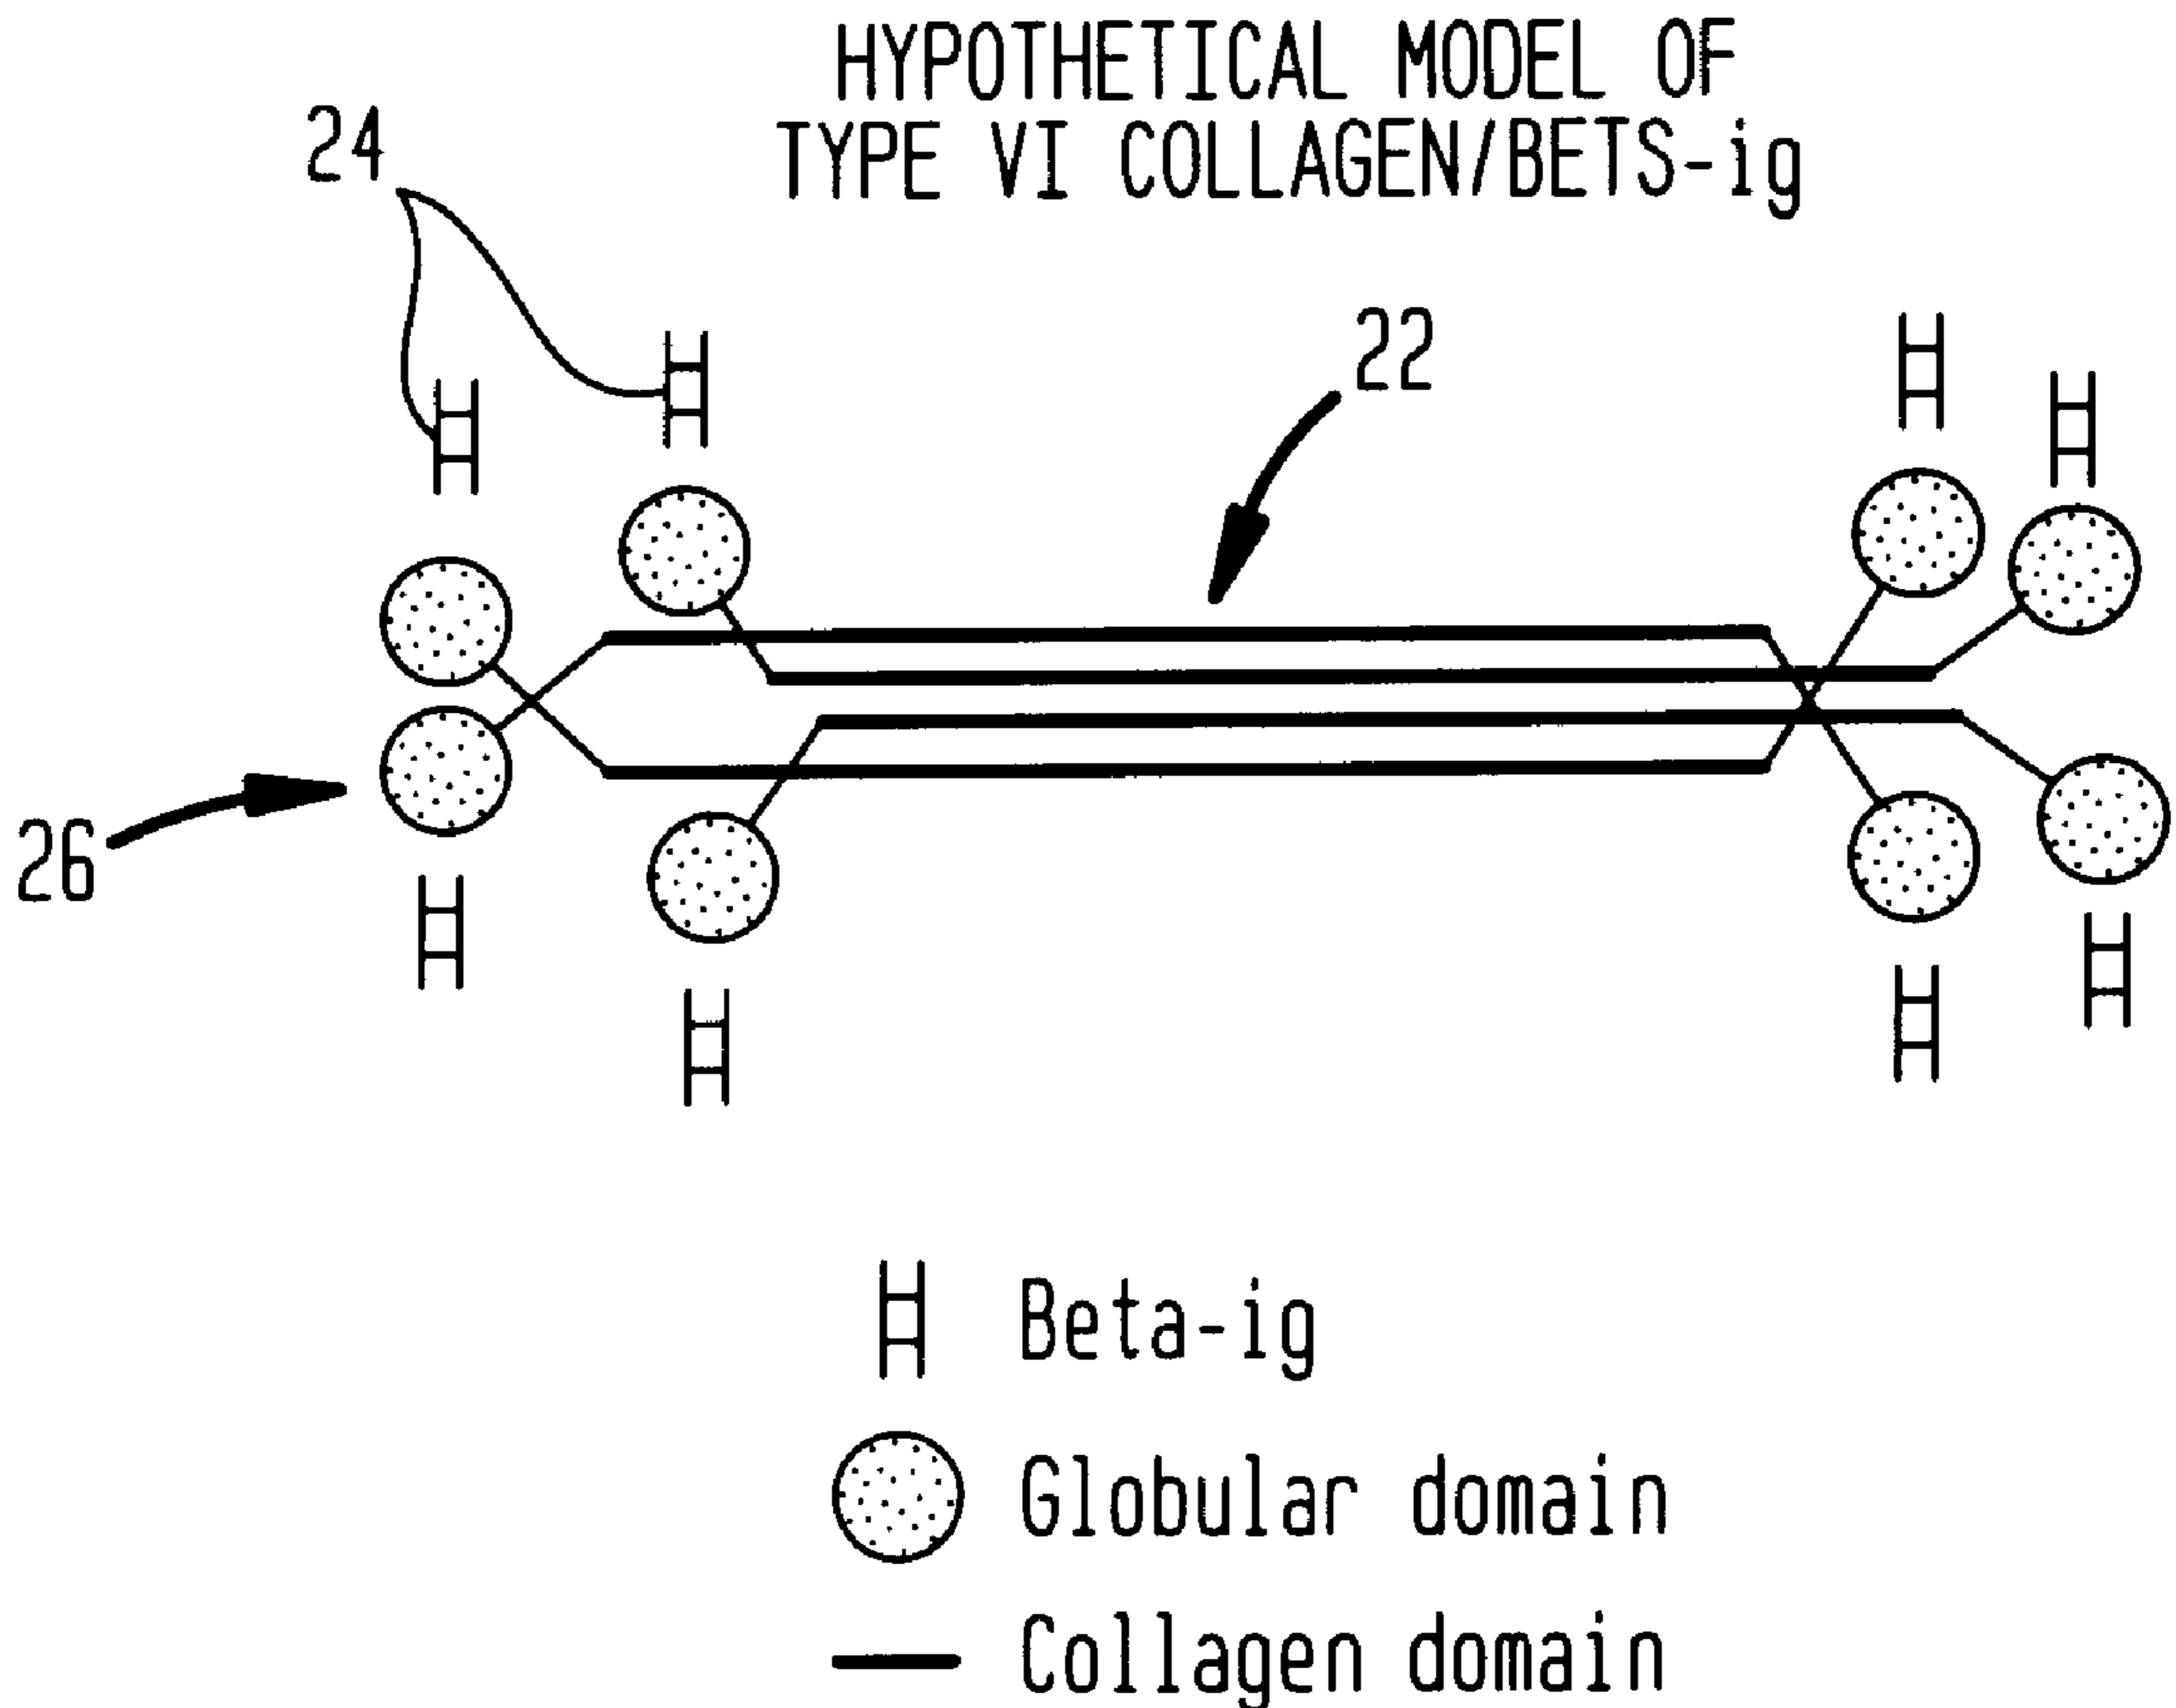 HYPOTHETICAL MODEL OF
TYPE VI COLLAGEN/BETS-ig
24
22
26
Beta-ig
Globular domain
Collagen domain